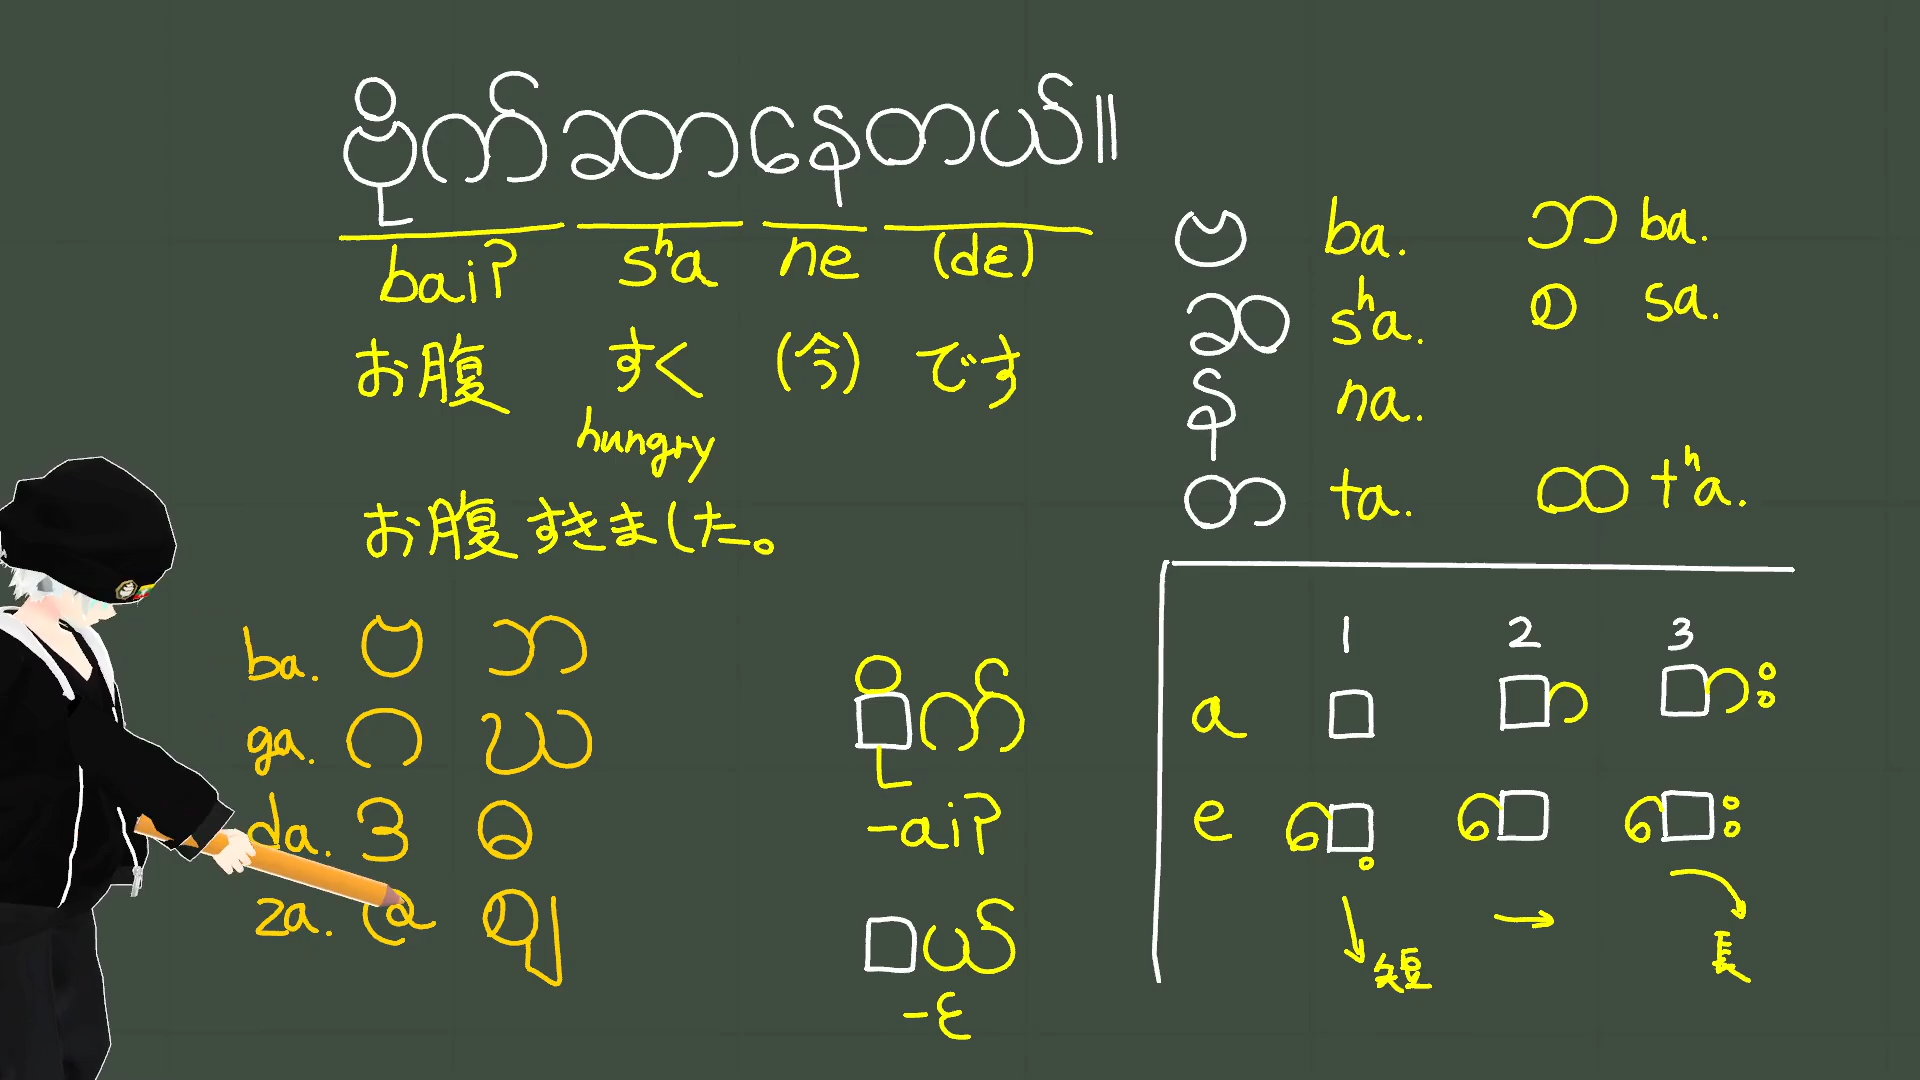 ဗိုက်ဆာနေတယ်။
baiʔ sʰa ne (dɛ)
お腹 すく (今) です
hungry
お腹すきました。
ဗ ba. ဘ ba.
ဆ sʰa. စ sa.
န na.
တ ta. ထ tʰa.
ba. ဗ ဘ
ga. ဂ ဃ
da. ဒ ဓ
za. ဇ ဈ
□ိုက်
-aiʔ
□ယ်
-ɛ
1 2 3
a □ □ာ □ား
e ေ□့ ေ□ ေ□း
短 → 長